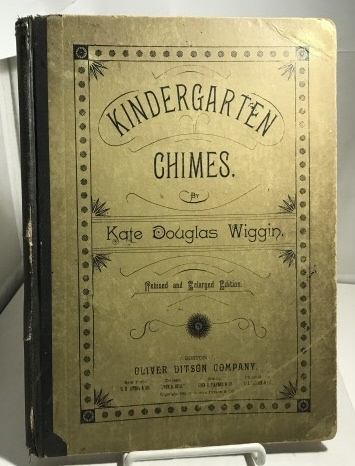 KINDERGARTEN
CHIMES.
BY
Kate Douglas Wiggin.
Revised and Enlarged Edition.
BOSTON
OLIVER DITSON COMPANY.